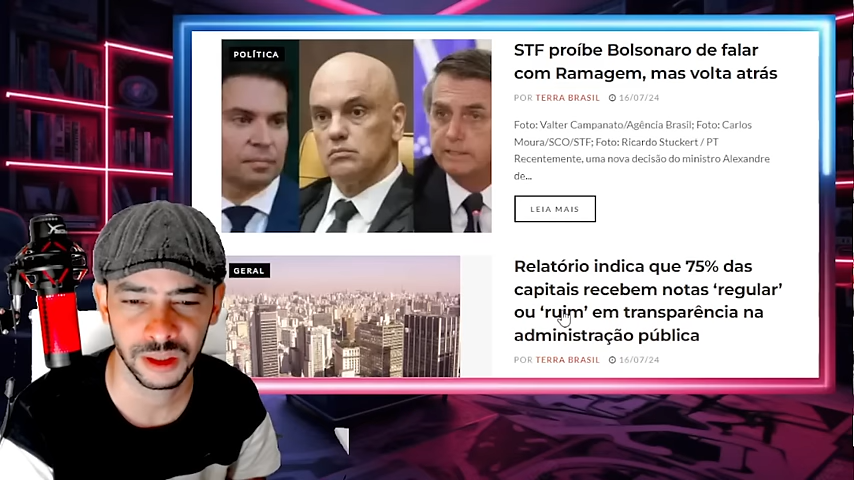 POLÍTICA
STF proíbe Bolsonaro de falar
com Ramagem, mas volta atrás
POR TERRA BRASIL 16/07/24
Foto: Valter Campanato/Agência Brasil; Foto: Carlos
Moura/SCO/STF; Foto: Ricardo Stuckert / PT
Recentemente, uma nova decisão do ministro Alexandre
de...
LEIA MAIS
GERAL
Relatório indica que 75% das
capitais recebem notas ‘regular’
ou ‘ruim’ em transparência na
administração pública
POR TERRA BRASIL 16/07/24